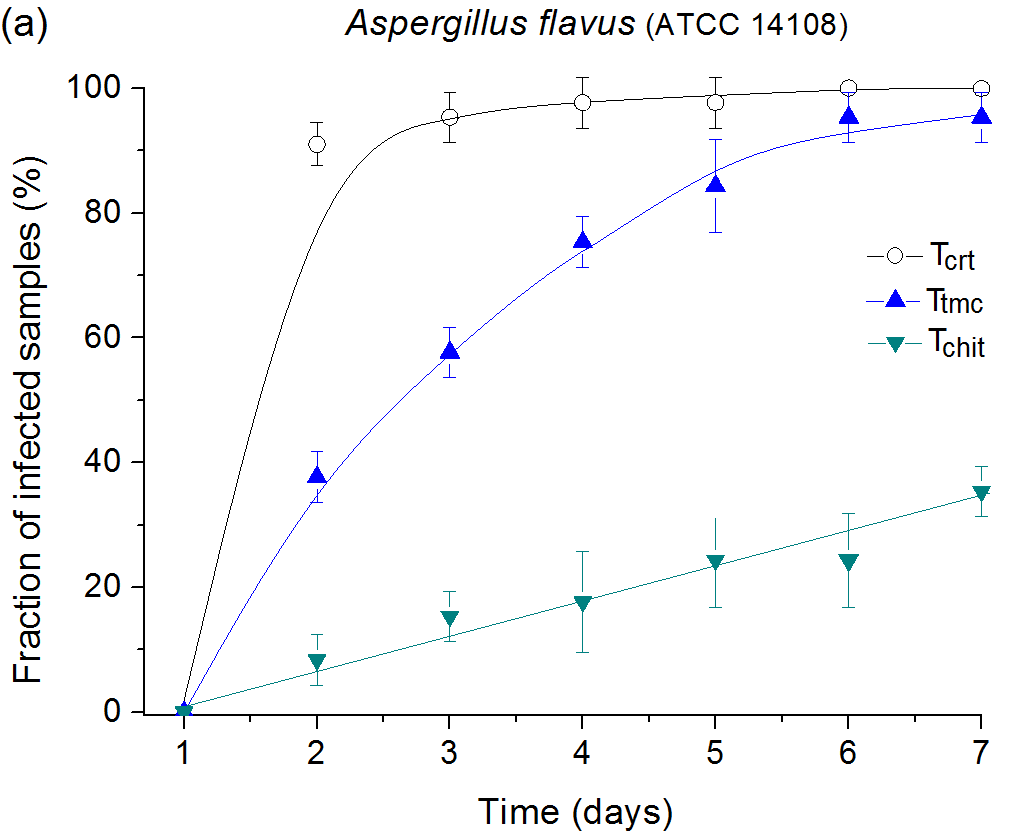 (a)
Aspergillus flavus (ATCC 14108)
Fraction of infected samples (%)
100
80
60
40
20
0
Tcrt
Ttmc
Tchit
1 2 3 4 5 6 7
Time (days)